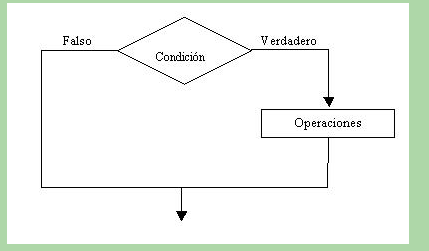 Falso
Verdadero
Condición
Operaciones